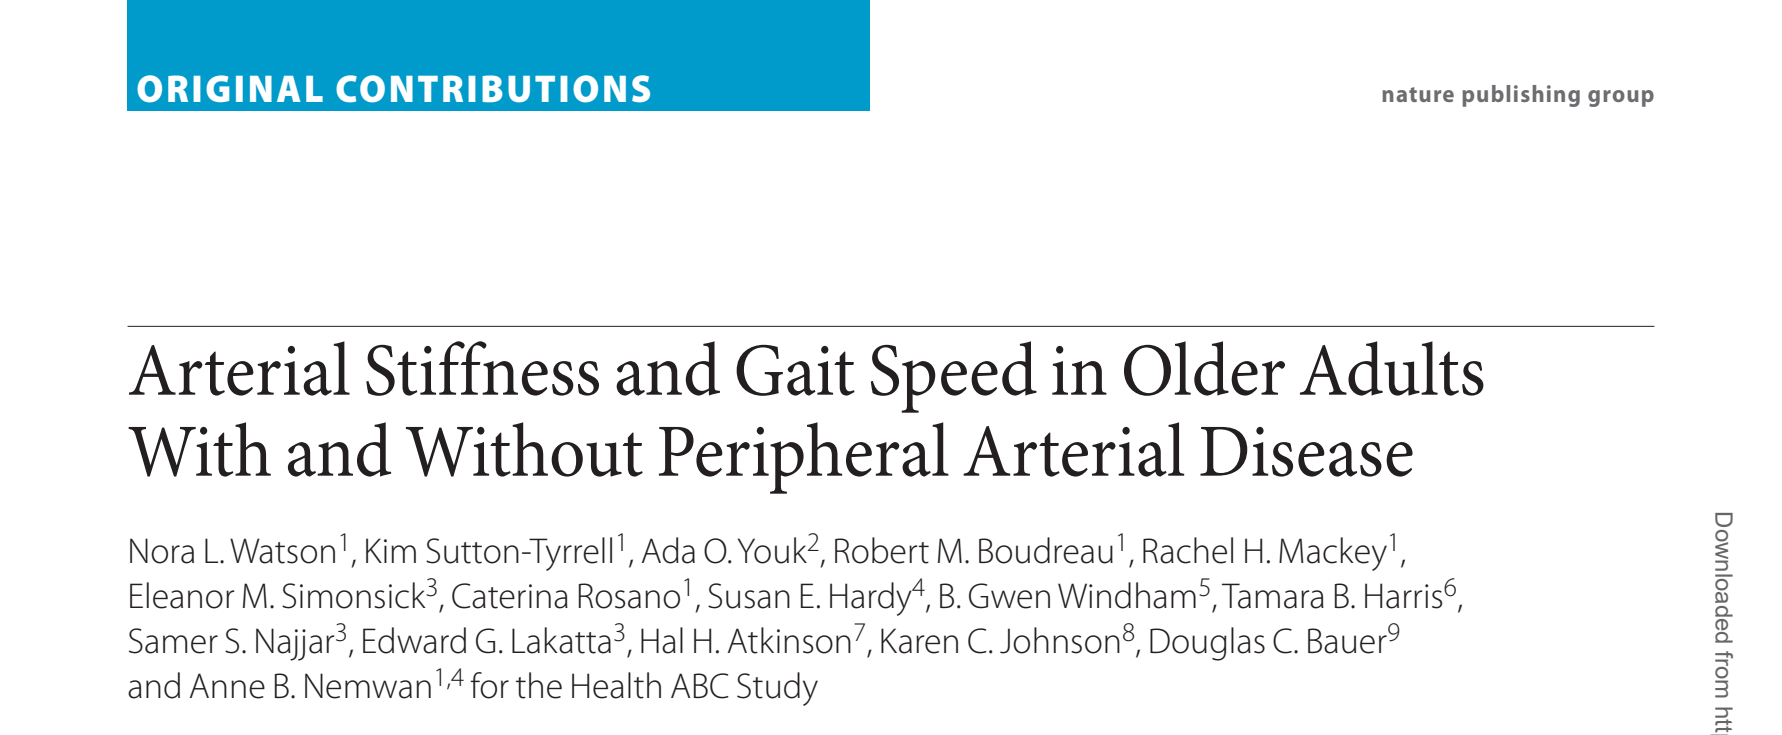 ORIGINAL CONTRIBUTIONS
nature publishing group
Arterial Stiffness and Gait Speed in Older Adults
With and Without Peripheral Arterial Disease
Nora L. Watson1, Kim Sutton-Tyrrell1, Ada O. Youk2, Robert M. Boudreau1, Rachel H. Mackey1,
Eleanor M. Simonsick3, Caterina Rosano1, Susan E. Hardy4, B. Gwen Windham5, Tamara B. Harris6,
Samer S. Najjar3, Edward G. Lakatta3, Hal H. Atkinson7, Karen C. Johnson8, Douglas C. Bauer9
and Anne B. Nemwan1,4 for the Health ABC Study
Downloaded from